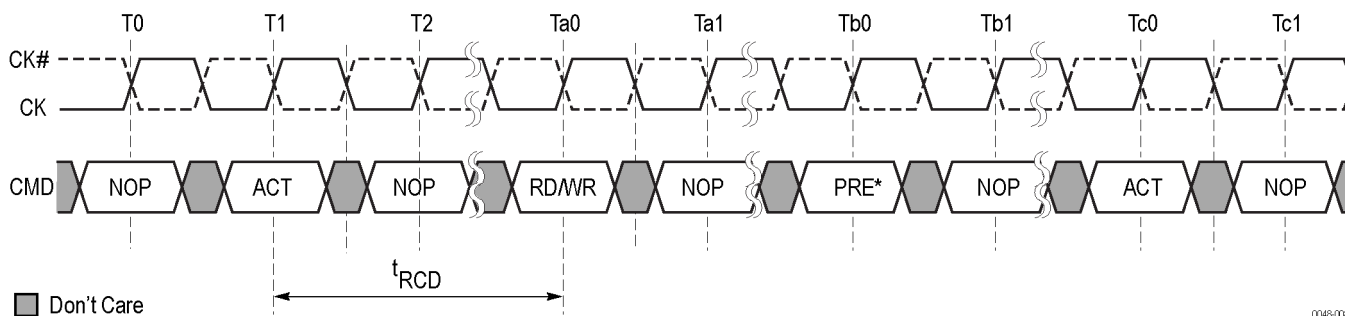 T0 T1 T2 Ta0 Ta1 Tb0 Tb1 Tc0 Tc1
CK#
CK
CMD NOP ACT NOP RD/WR NOP PRE* NOP ACT NOP
tRCD
Don't Care